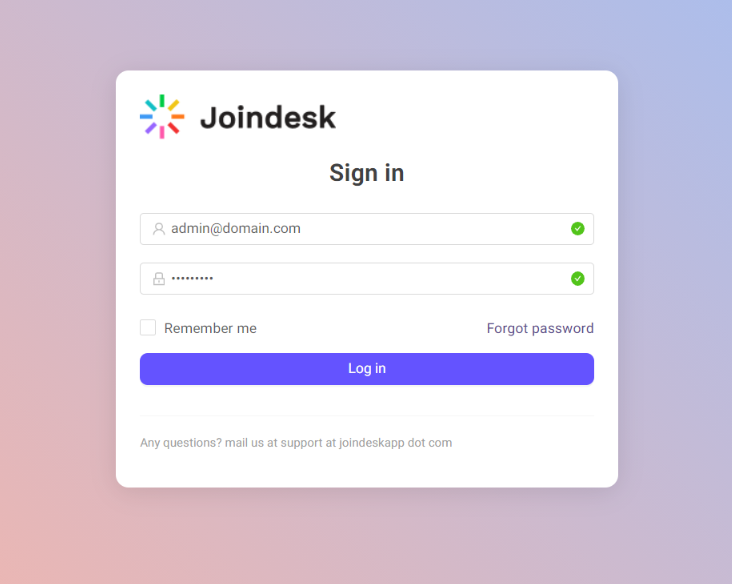 Joindesk
Sign in
admin@domain.com
•••••••••
Remember me
Forgot password
Log in
Any questions? mail us at support at joindeskapp dot com